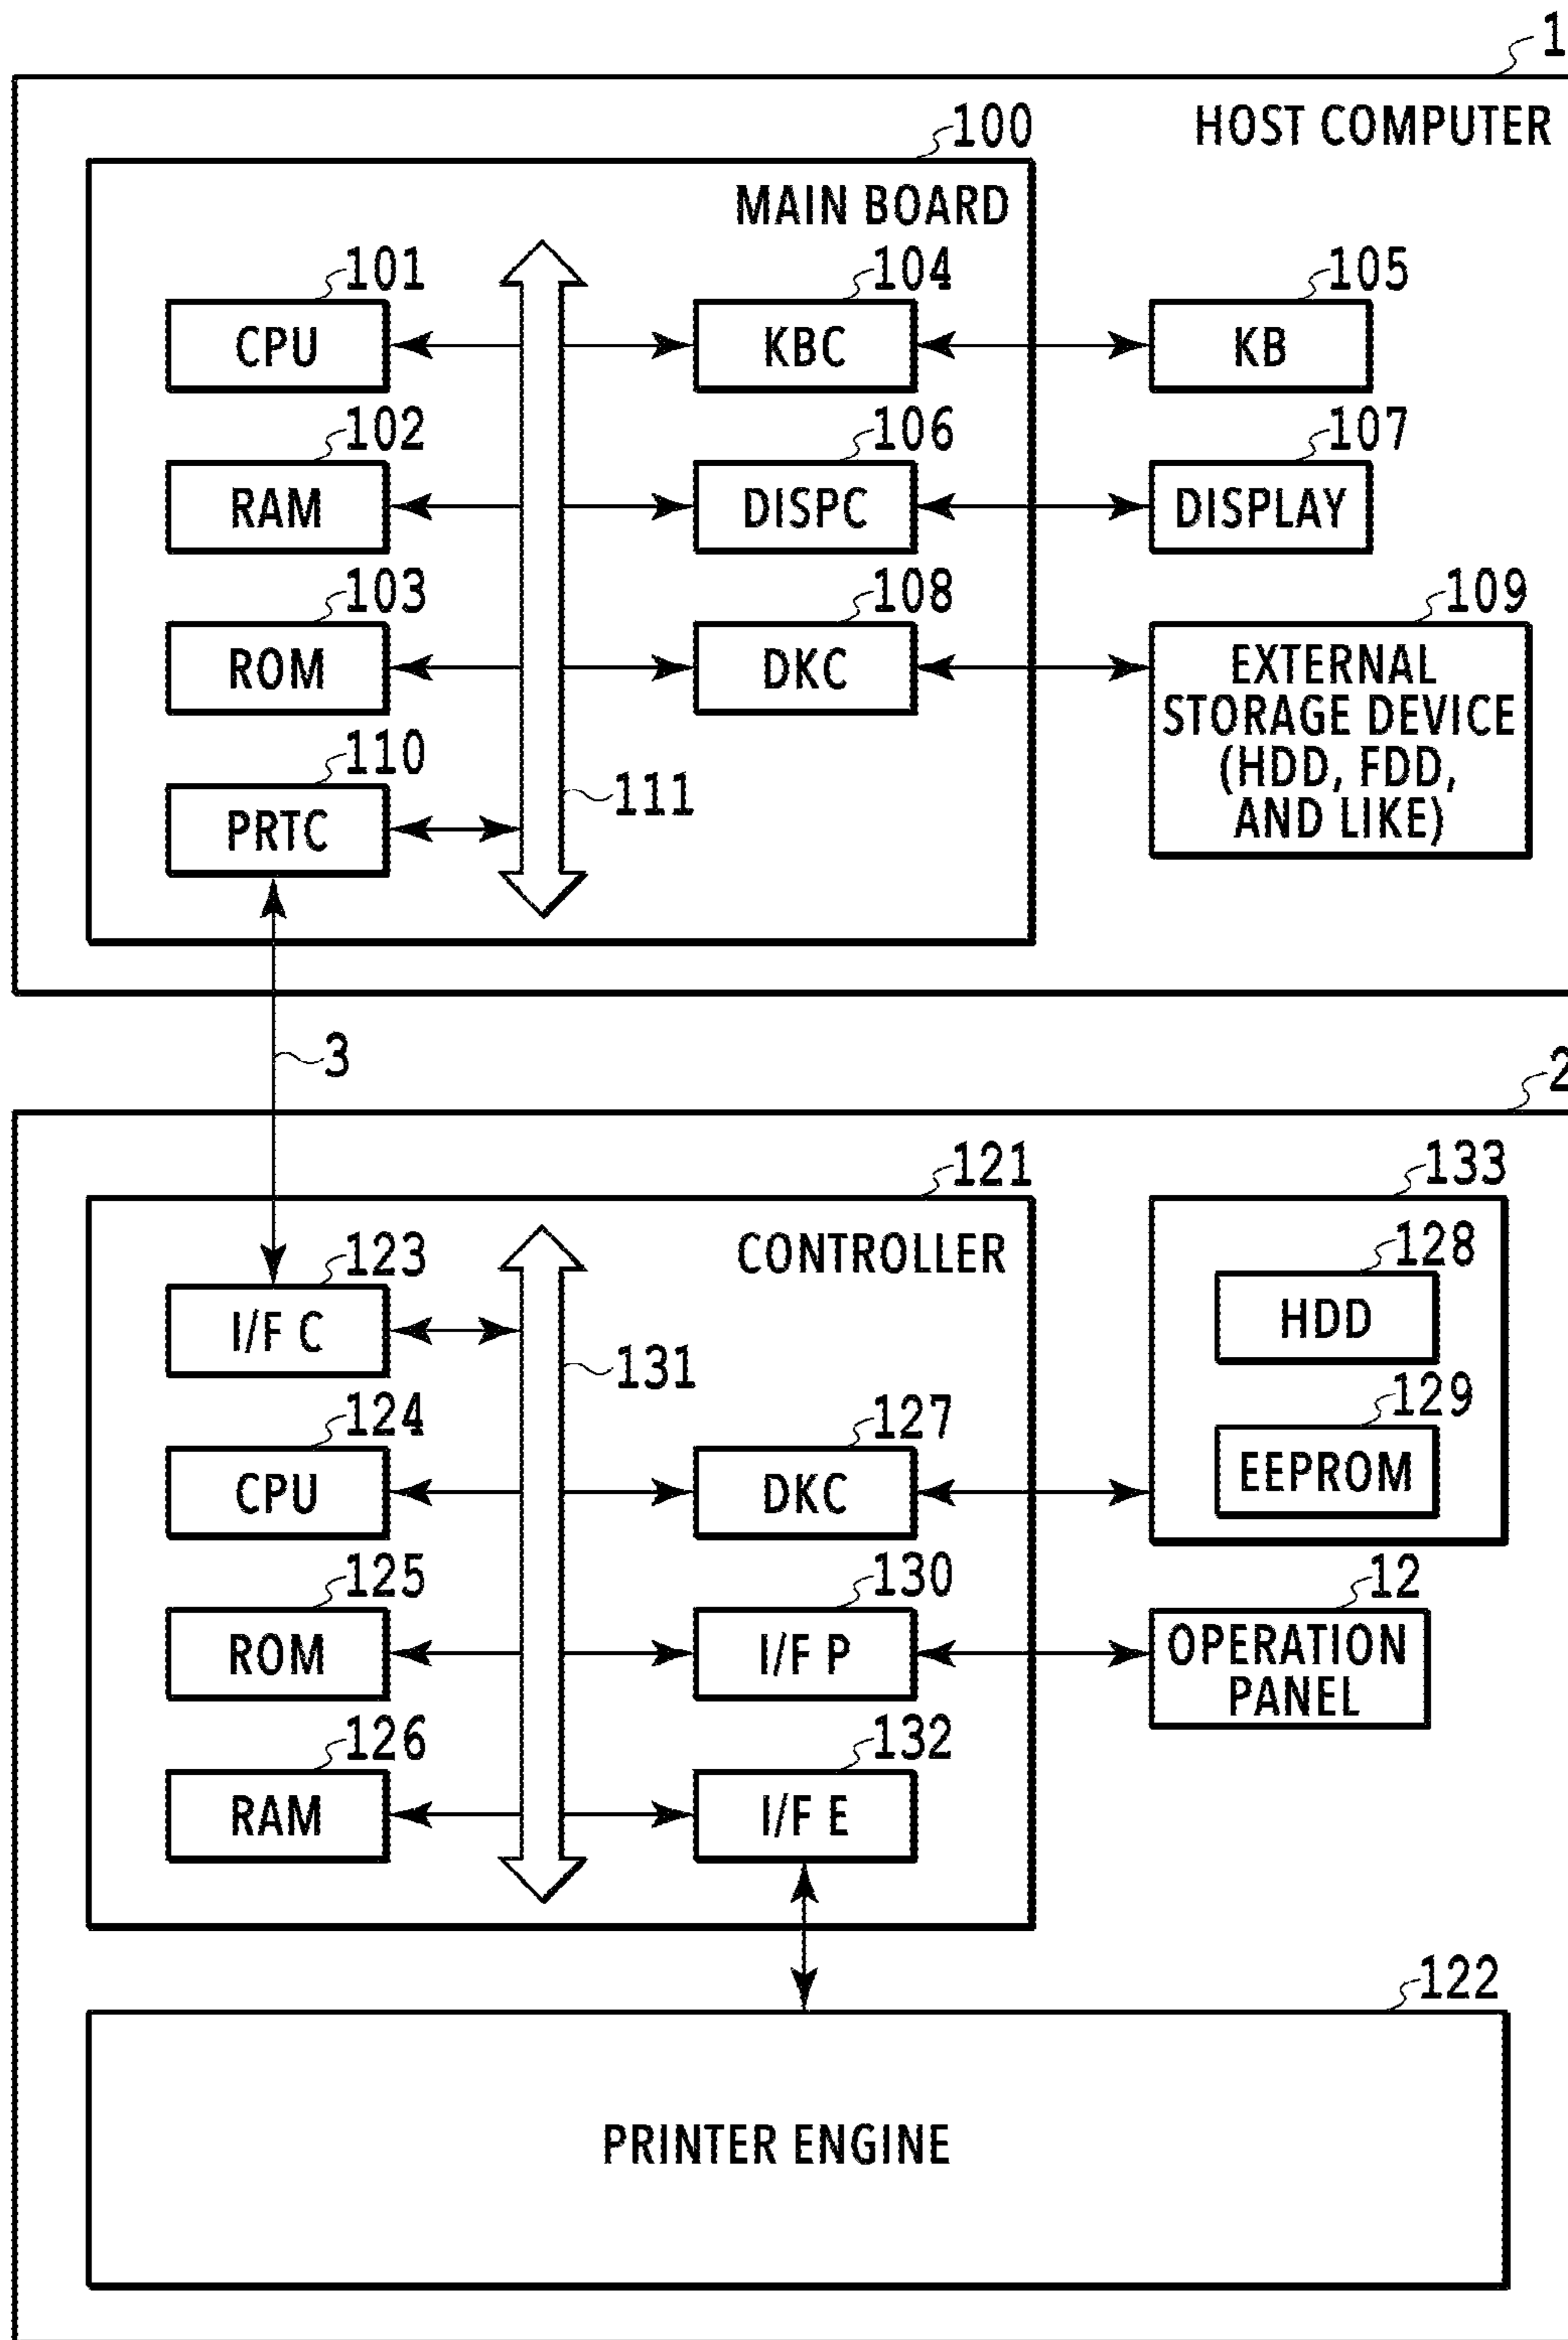 1
HOST COMPUTER
100
MAIN BOARD
101
104
105
CPU
KBC
KB
102
106
107
RAM
DISPC
DISPLAY
103
108
109
ROM
DKC
EXTERNAL
STORAGE DEVICE
(HDD, FDD,
AND LIKE)
110
111
PRTC
3
2
121
133
CONTROLLER
123
128
I/F C
HDD
131
124
127
129
CPU
DKC
EEPROM
125
130
12
ROM
I/F P
OPERATION
PANEL
126
132
RAM
I/F E
122
PRINTER ENGINE